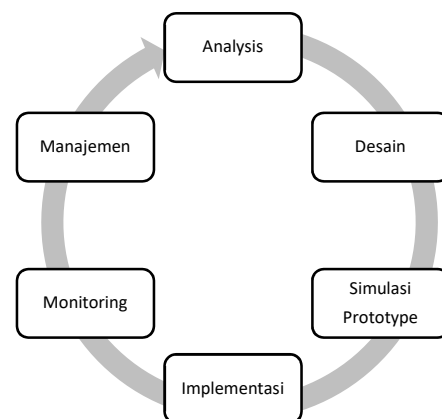 Analysis
Desain
Simulasi
Prototype
Implementasi
Monitoring
Manajemen